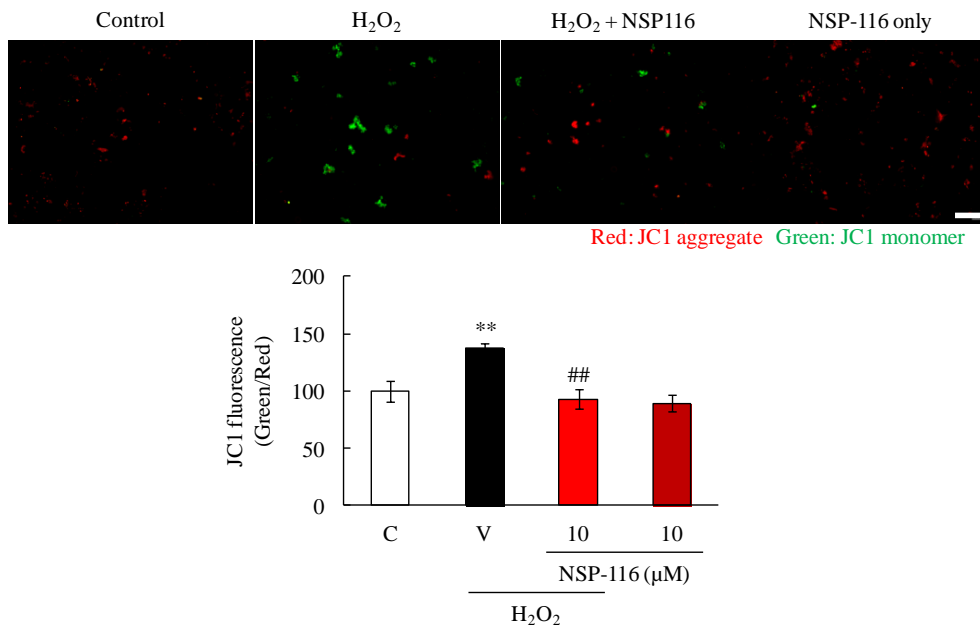 Control H₂O₂ H₂O₂ + NSP116 NSP-116 only
Red: JC1 aggregate Green: JC1 monomer
JC1 fluorescence
(Green/Red)
200
150
100
50
0
**
##
C V 10 10
NSP-116 (µM)
H₂O₂